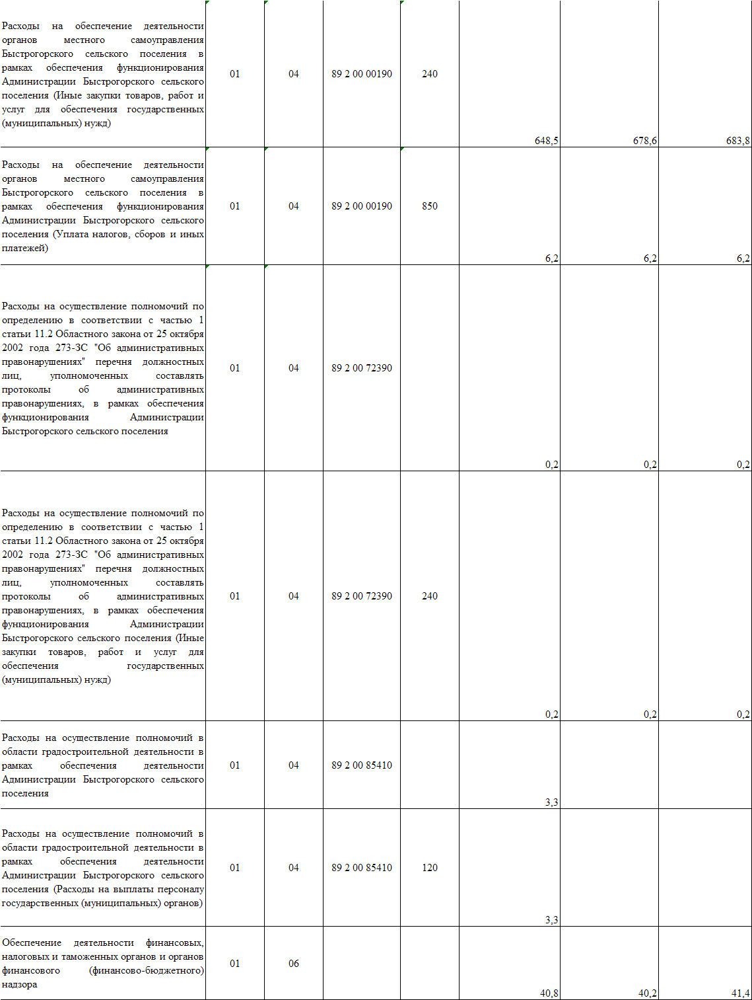 Расходы на обеспечение деятельности
органов местного самоуправления
Быстрогорского сельского поселения в
рамках обеспечения функционирования
Администрации Быстрогорского сельского
поселения (Иные закупки товаров, работ и
услуг для обеспечения государственных
(муниципальных) нужд)
01 04 89 2 00 00190 240
648,5 678,6 683,8
Расходы на обеспечение деятельности
органов местного самоуправления
Быстрогорского сельского поселения в
рамках обеспечения функционирования
Администрации Быстрогорского сельского
поселения (Уплата налогов, сборов и иных
платежей)
01 04 89 2 00 00190 850
6,2 6,2 6,2
Расходы на осуществление полномочий по
определению в соответствии с частью 1
статьи 11.2 Областного закона от 25 октября
2002 года 273-ЗС "Об административных
правонарушениях" перечня должностных
лиц, уполномоченных составлять
протоколы об административных
правонарушениях, в рамках обеспечения
функционирования Администрации
Быстрогорского сельского поселения
01 04 89 2 00 72390
0,2 0,2 0,2
Расходы на осуществление полномочий по
определению в соответствии с частью 1
статьи 11.2 Областного закона от 25 октября
2002 года 273-ЗС "Об административных
правонарушениях" перечня должностных
лиц, уполномоченных составлять
протоколы об административных
правонарушениях, в рамках обеспечения
функционирования Администрации
Быстрогорского сельского поселения (Иные
закупки товаров, работ и услуг для
обеспечения государственных
(муниципальных) нужд)
01 04 89 2 00 72390 240
0,2 0,2 0,2
Расходы на осуществление полномочий в
области градостроительной деятельности в
рамках обеспечения деятельности
Администрации Быстрогорского сельского
поселения
01 04 89 2 00 85410
3,3
Расходы на осуществление полномочий в
области градостроительной деятельности в
рамках обеспечения деятельности
Администрации Быстрогорского сельского
поселения (Расходы на выплаты персоналу
государственных (муниципальных) органов)
01 04 89 2 00 85410 120
3,3
Обеспечение деятельности финансовых,
налоговых и таможенных органов и органов
финансового (финансово-бюджетного)
надзора
01 06
40,8 40,2 41,4